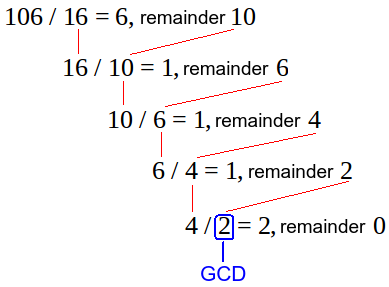 106 / 16 = 6, remainder 10
16 / 10 = 1, remainder 6
10 / 6 = 1, remainder 4
6 / 4 = 1, remainder 2
4 / 2 = 2, remainder 0
GCD